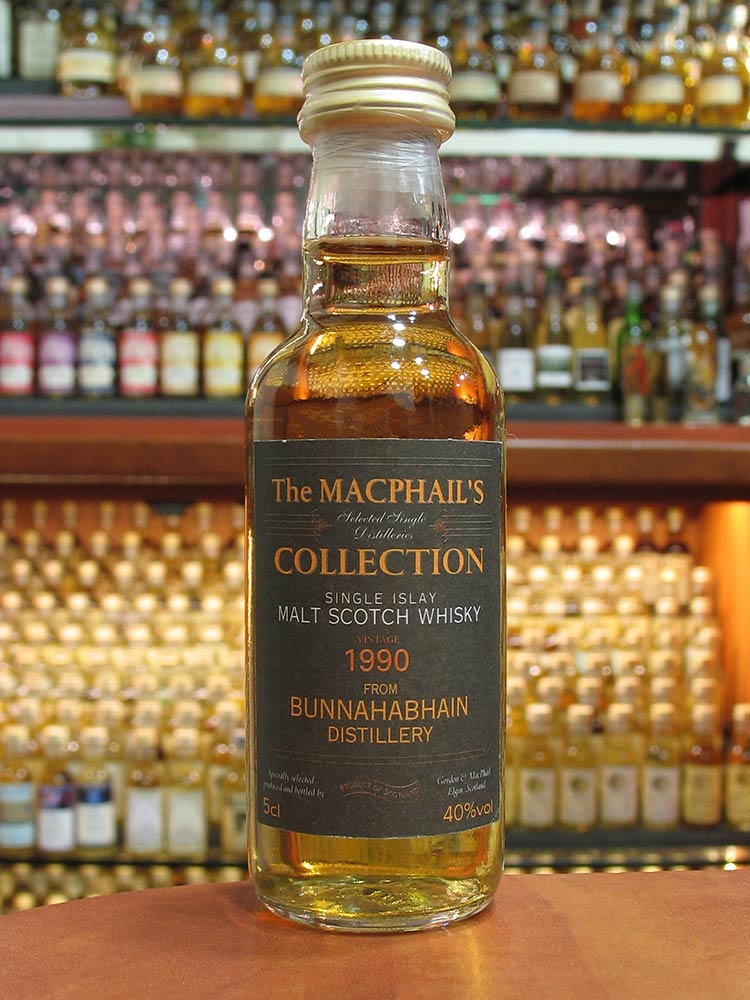 The MACPHAIL'S
Selected Single
Distilleries
COLLECTION
SINGLE ISLAY
MALT SCOTCH WHISKY
VINTAGE
1990
FROM
BUNNAHABHAIN
DISTILLERY
Specially selected
produced and bottled by
PRODUCT OF SCOTLAND
Gordon & MacPhail
Elgin, Scotland
5cl
40%vol